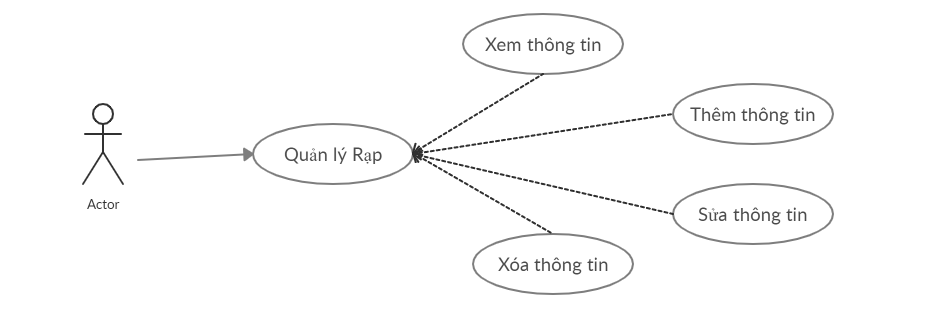 Xem thông tin
Thêm thông tin
Quản lý Rạp
Actor
Sửa thông tin
Xóa thông tin